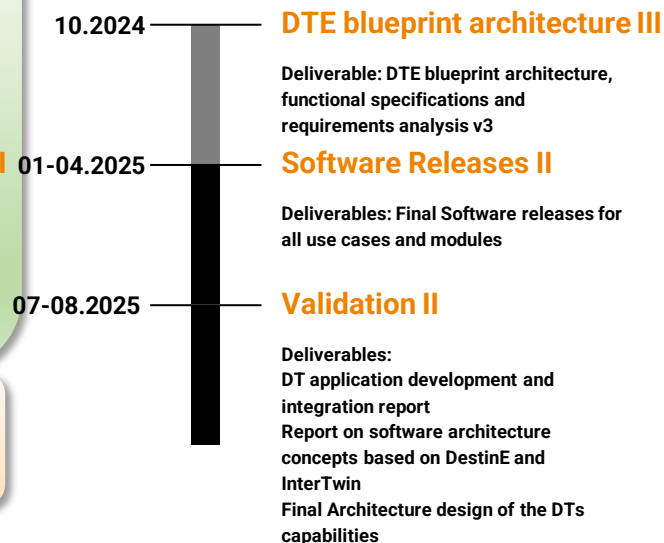 10.2024
DTE blueprint architecture III
Deliverable: DTE blueprint architecture,
functional specifications and
requirements analysis v3
01-04.2025
Software Releases II
Deliverables: Final Software releases for
all use cases and modules
07-08.2025
Validation II
Deliverables:
DT application development and
integration report
Report on software architecture
concepts based on DestinE and
InterTwin
Final Architecture design of the DTs
capabilities